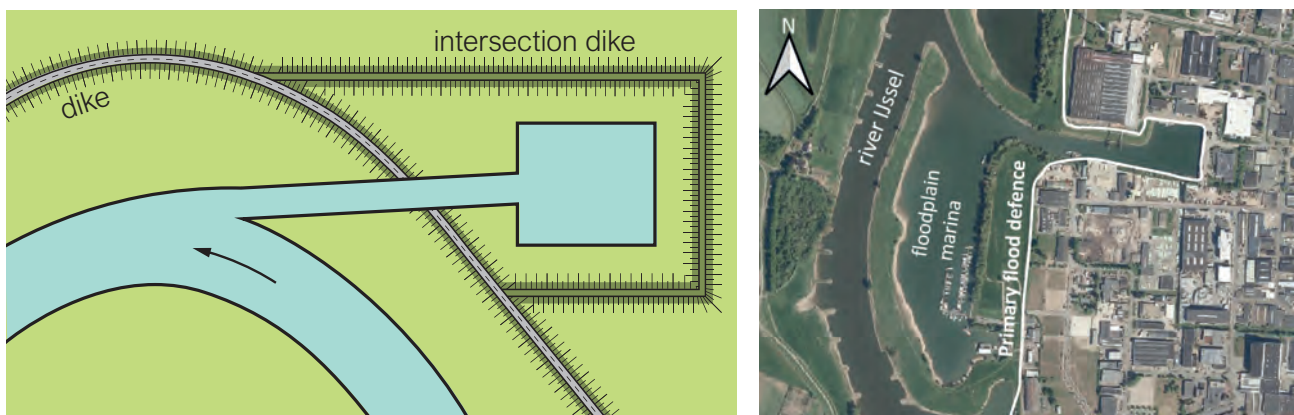 intersection dike
dike
N
river IJssel
floodplain
marina
Primary flood defence